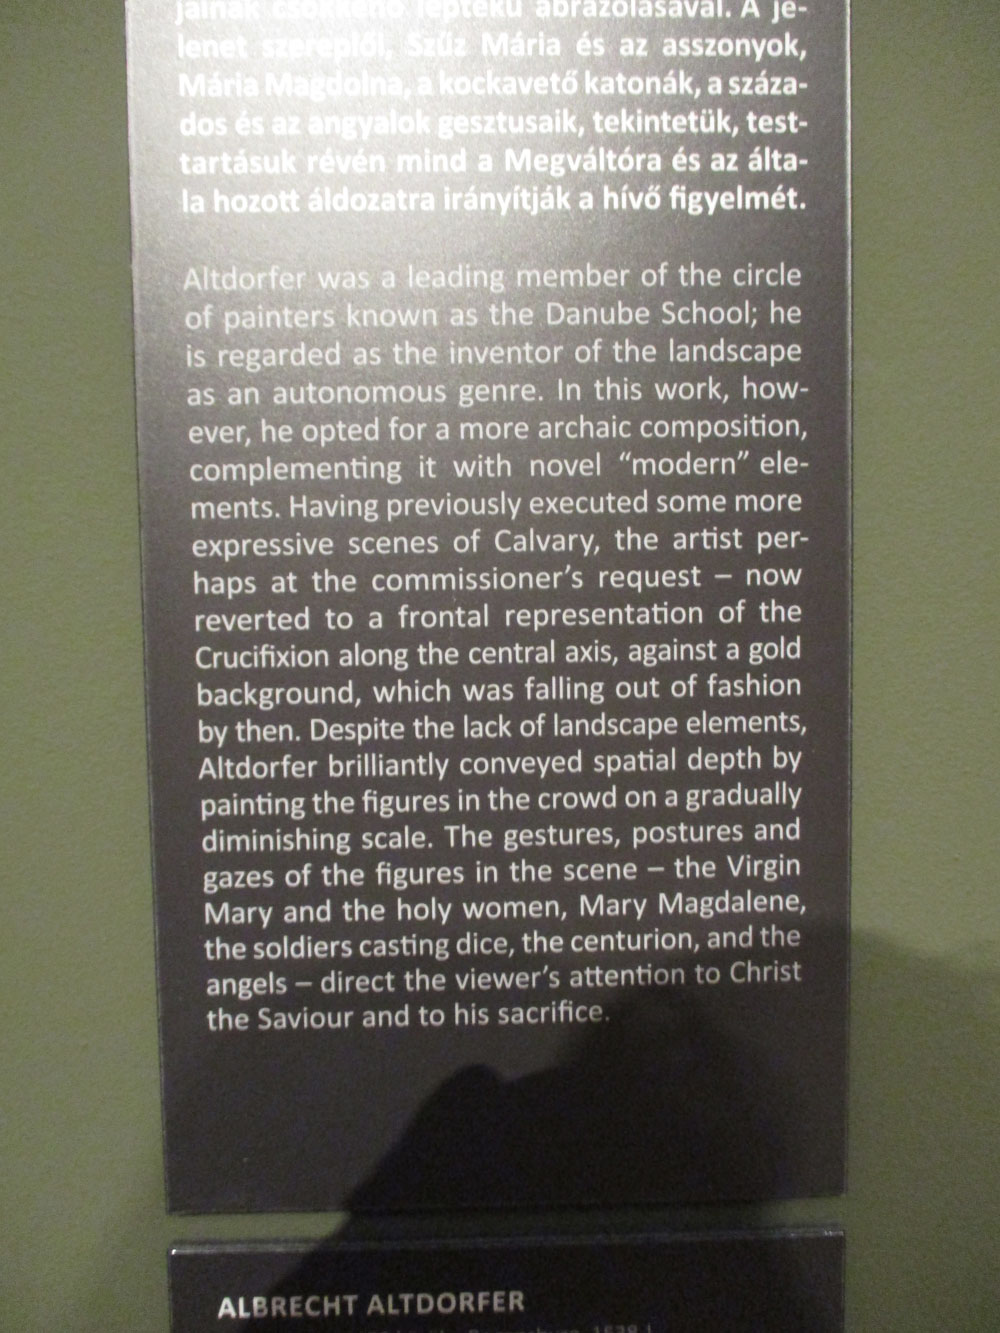 jainak csökkenő léptékű ábrázolásával. A je-
lenet szereplői, Szűz Mária és az asszonyok,
Mária Magdolna, a kockavető katonák, a száza-
dos és az angyalok gesztusaik, tekintetük, test-
tartásuk révén mind a Megváltóra és az álta-
la hozott áldozatra irányítják a hívő figyelmét.
Altdorfer was a leading member of the circle
of painters known as the Danube School; he
is regarded as the inventor of the landscape
as an autonomous genre. In this work, how-
ever, he opted for a more archaic composition,
complementing it with novel “modern” ele-
ments. Having previously executed some more
expressive scenes of Calvary, the artist per-
haps at the commissioner’s request – now
reverted to a frontal representation of the
Crucifixion along the central axis, against a gold
background, which was falling out of fashion
by then. Despite the lack of landscape elements,
Altdorfer brilliantly conveyed spatial depth by
painting the figures in the crowd on a gradually
diminishing scale. The gestures, postures and
gazes of the figures in the scene – the Virgin
Mary and the holy women, Mary Magdalene,
the soldiers casting dice, the centurion, and the
angels – direct the viewer’s attention to Christ
the Saviour and to his sacrifice.
ALBRECHT ALTDORFER